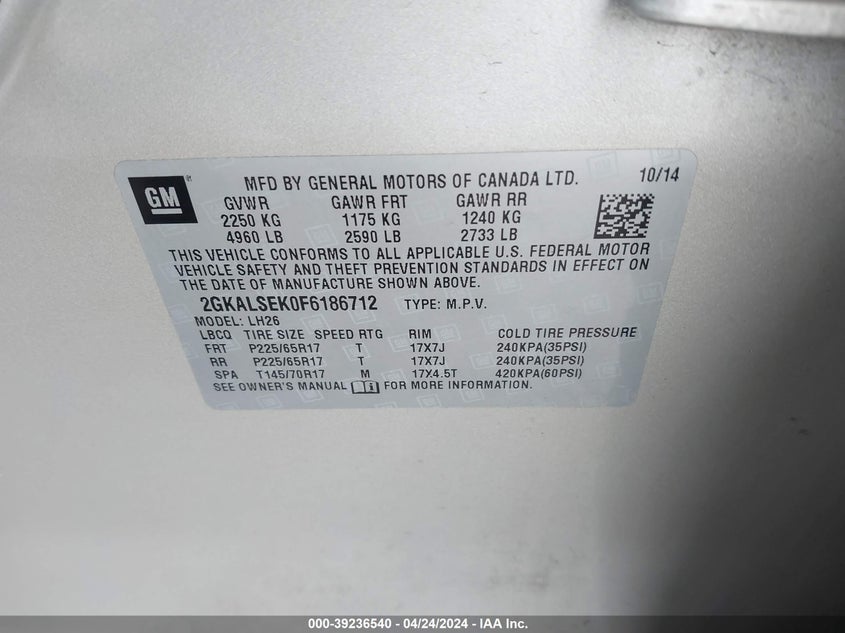 GM
MFD BY GENERAL MOTORS OF CANADA LTD. 10/14
GVWR GAWR FRT GAWR RR
2250 KG 1175 KG 1240 KG
4960 LB 2590 LB 2733 LB
THIS VEHICLE CONFORMS TO ALL APPLICABLE U.S. FEDERAL MOTOR
VEHICLE SAFETY AND THEFT PREVENTION STANDARDS IN EFFECT ON
THE DATE OF MANUFACTURE SHOWN ABOVE.
2GKALSEK0F6186712 TYPE: M.P.V.
MODEL: LH26
LBCQ TIRE SIZE SPEED RTG RIM COLD TIRE PRESSURE
FRT P225/65R17 T 17X7J 240KPA(35PSI)
RR P225/65R17 T 17X7J 240KPA(35PSI)
SPA T145/70R17 M 17X4.5T 420KPA(60PSI)
SEE OWNER'S MANUAL FOR MORE INFORMATION.
000-39236540 - 04/24/2024 - IAA Inc.